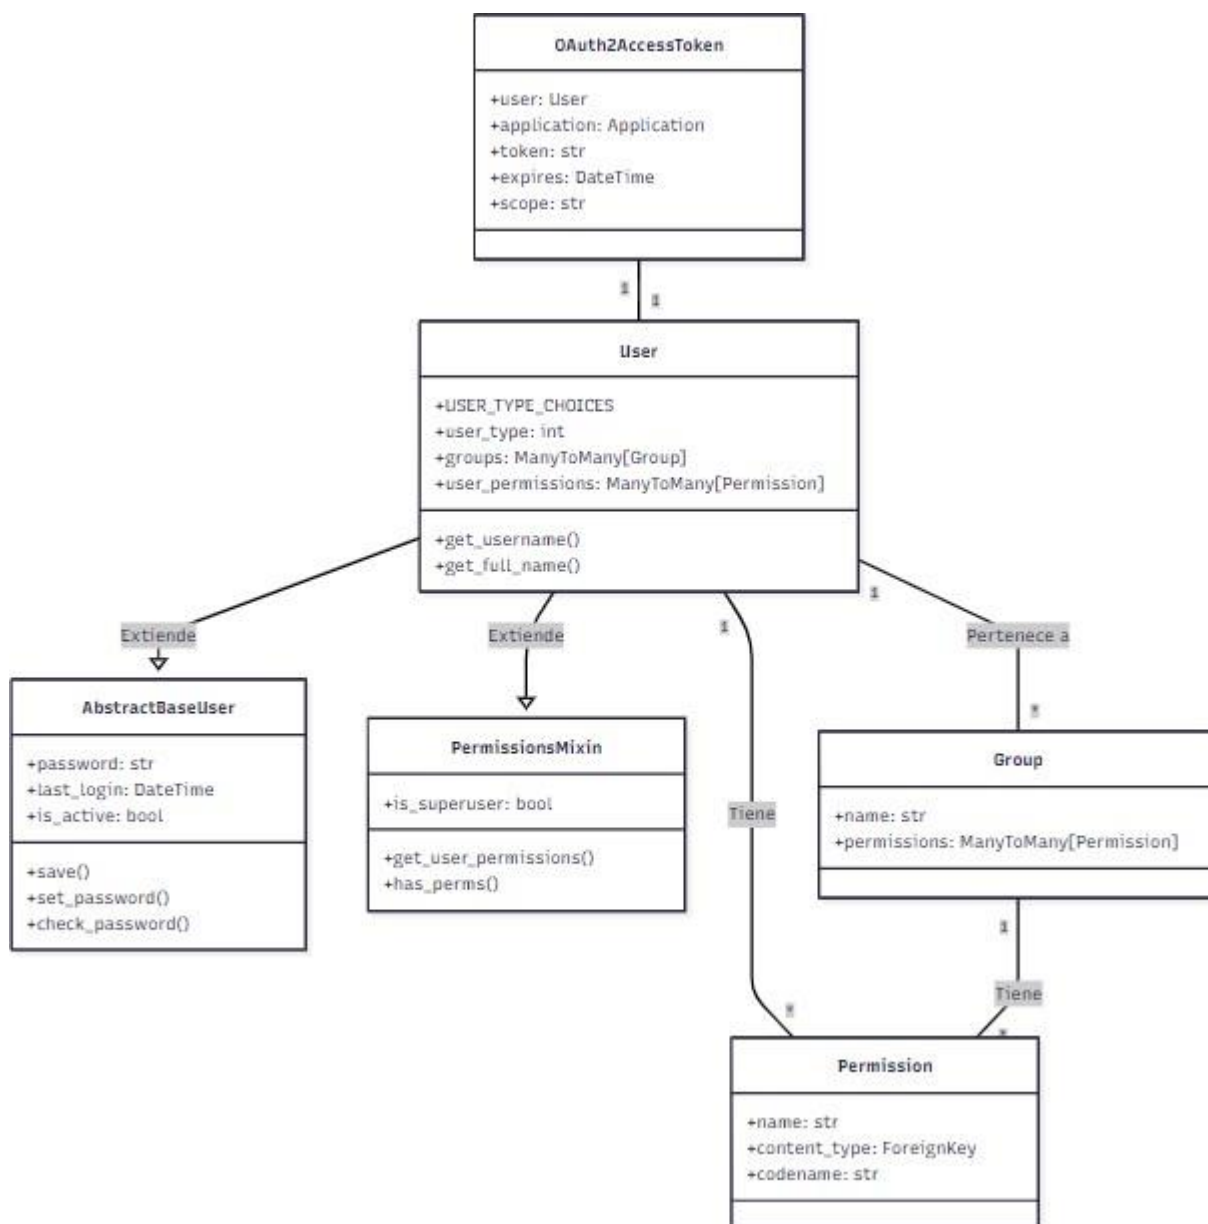 OAuth2AccessToken
+user: User
+application: Application
+token: str
+expires: DateTime
+scope: str
1
1
User
+USER_TYPE_CHOICES
+user_type: int
+groups: ManyToMany[Group]
+user_permissions: ManyToMany[Permission]
+get_username()
+get_full_name()
1
1
Extiende
Extiende
Pertenece a
AbstractBaseUser
+password: str
+last_login: DateTime
+is_active: bool
+save()
+set_password()
+check_password()
PermissionsMixin
+is_superuser: bool
+get_user_permissions()
+has_perms()
*
Group
+name: str
+permissions: ManyToMany[Permission]
Tiene
1
Tiene
*
*
Permission
+name: str
+content_type: ForeignKey
+codename: str